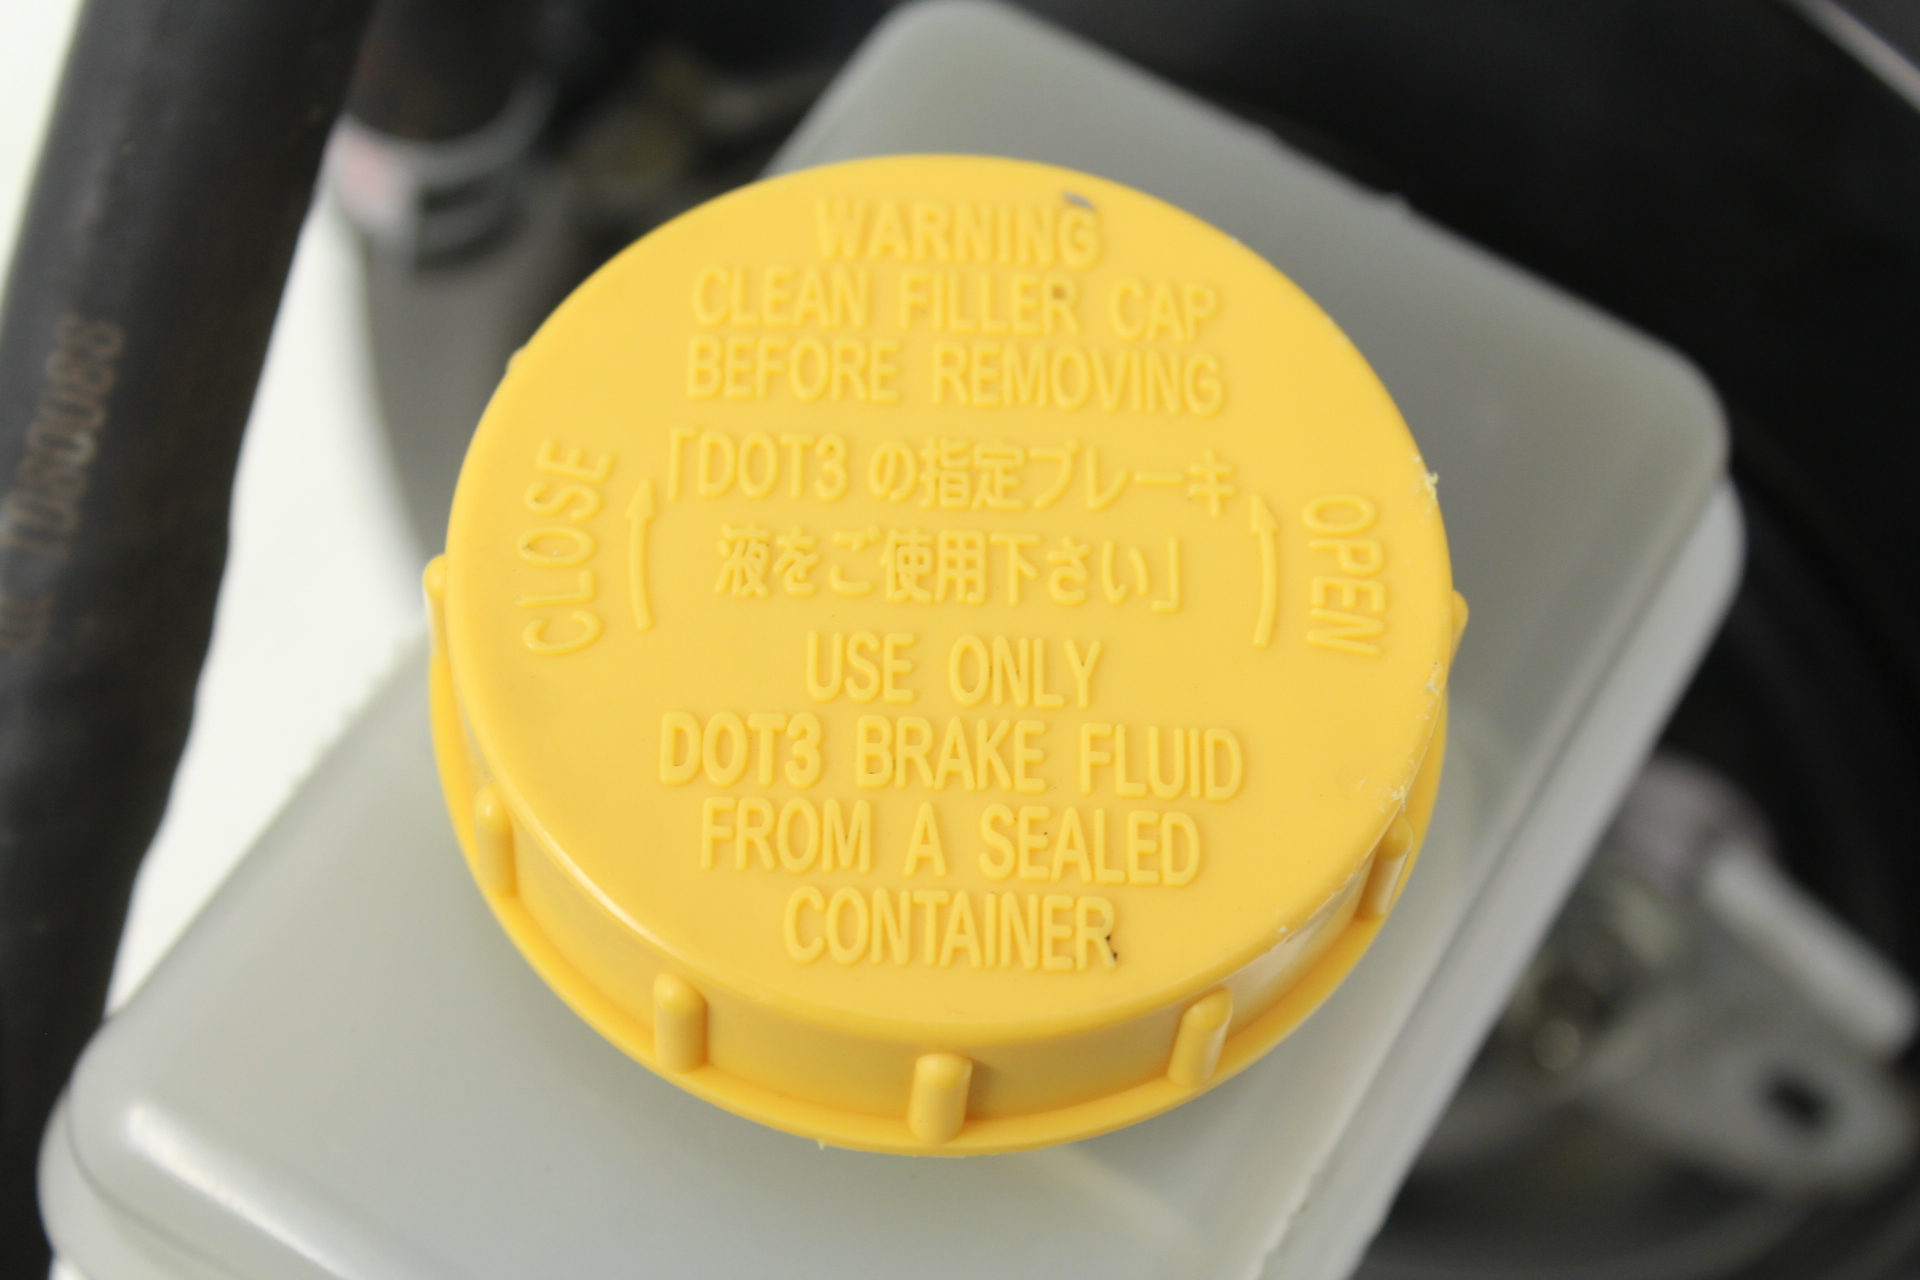 WARNING
CLEAN FILLER CAP
BEFORE REMOVING
「DOT3 の指定ブレーキ
液をご使用下さい」
CLOSE
OPEN
USE ONLY
DOT3 BRAKE FLUID
FROM A SEALED
CONTAINER